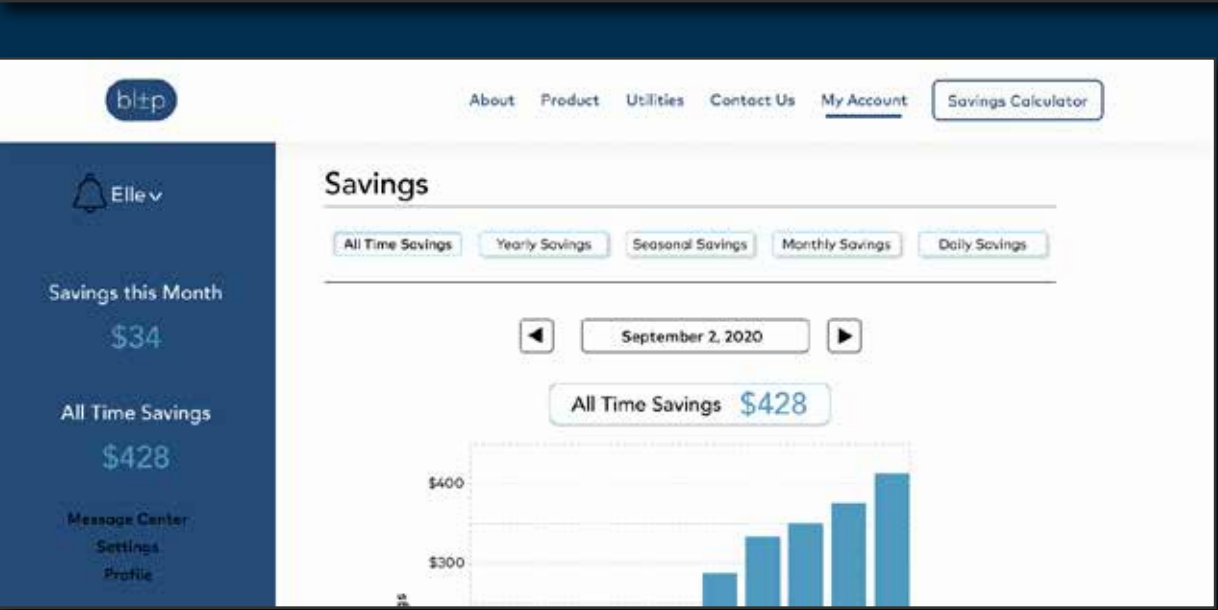 bl±p
About Product Utilities Contact Us My Account Savings Calculator
Elle
Savings this Month
$34
All Time Savings
$428
Message Center
Settings
Profile
Savings
All Time Savings Yearly Savings Seasonal Savings Monthly Savings Daily Savings
September 2, 2020
All Time Savings $428
$400
$300